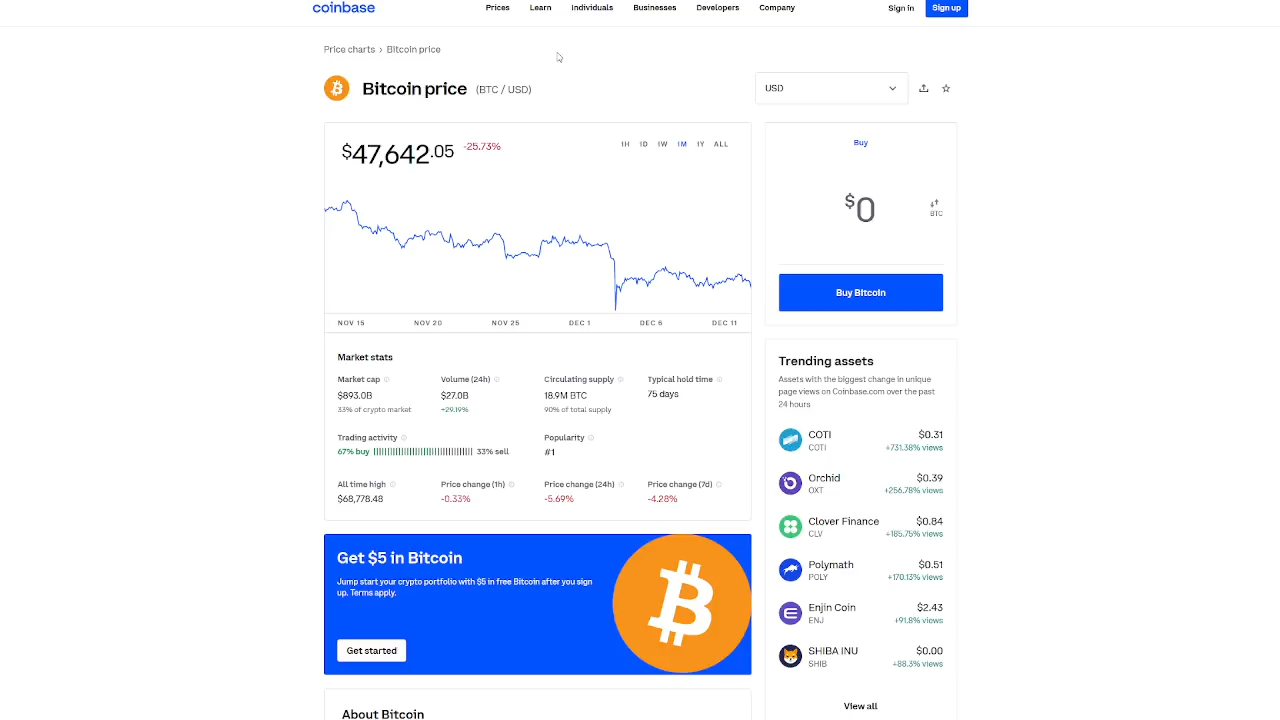 coinbase
Prices Learn Individuals Businesses Developers Company
Sign in Sign up
Price charts › Bitcoin price
Bitcoin price (BTC / USD)
USD
$47,642.05 -25.73%
1H 1D 1W 1M 1Y ALL
NOV 15 NOV 20 NOV 25 DEC 1 DEC 6 DEC 11
Market stats
Market cap Volume (24h) Circulating supply Typical hold time
$893.0B $27.0B 18.9M BTC 75 days
33% of crypto market +29.19% 90% of total supply
Trading activity Popularity
67% buy 33% sell #1
All time high Price change (1h) Price change (24h) Price change (7d)
$68,778.48 -0.33% -5.69% -4.28%
Get $5 in Bitcoin
Jump start your crypto portfolio with $5 in free Bitcoin after you sign
up. Terms apply.
Get started
About Bitcoin
Buy
$0
BTC
Buy Bitcoin
Trending assets
Assets with the biggest change in unique
page views on Coinbase.com over the past
24 hours
COTI $0.31
COTI +731.38% views
Orchid $0.39
OXT +256.78% views
Clover Finance $0.84
CLV +185.75% views
Polymath $0.51
POLY +170.13% views
Enjin Coin $2.43
ENJ +91.8% views
SHIBA INU $0.00
SHIB +88.3% views
View all